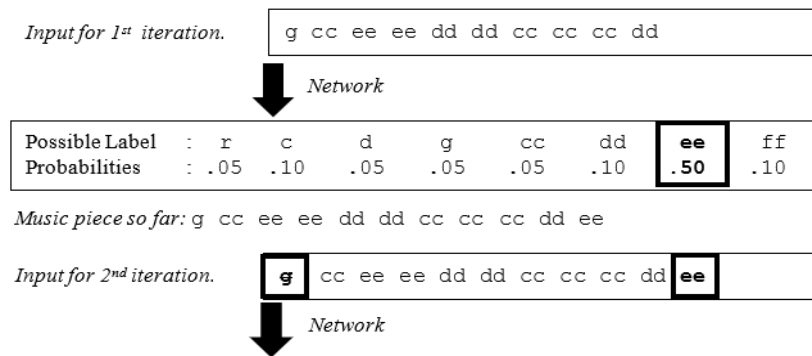 Input for 1st iteration. g cc ee ee dd dd cc cc cc dd
Network
Possible Label : r c d g cc dd ee ff
Probabilities : .05 .10 .05 .05 .05 .10 .50 .10
Music piece so far: g cc ee ee dd dd cc cc cc dd ee
Input for 2nd iteration. g cc ee ee dd dd cc cc cc dd ee
Network